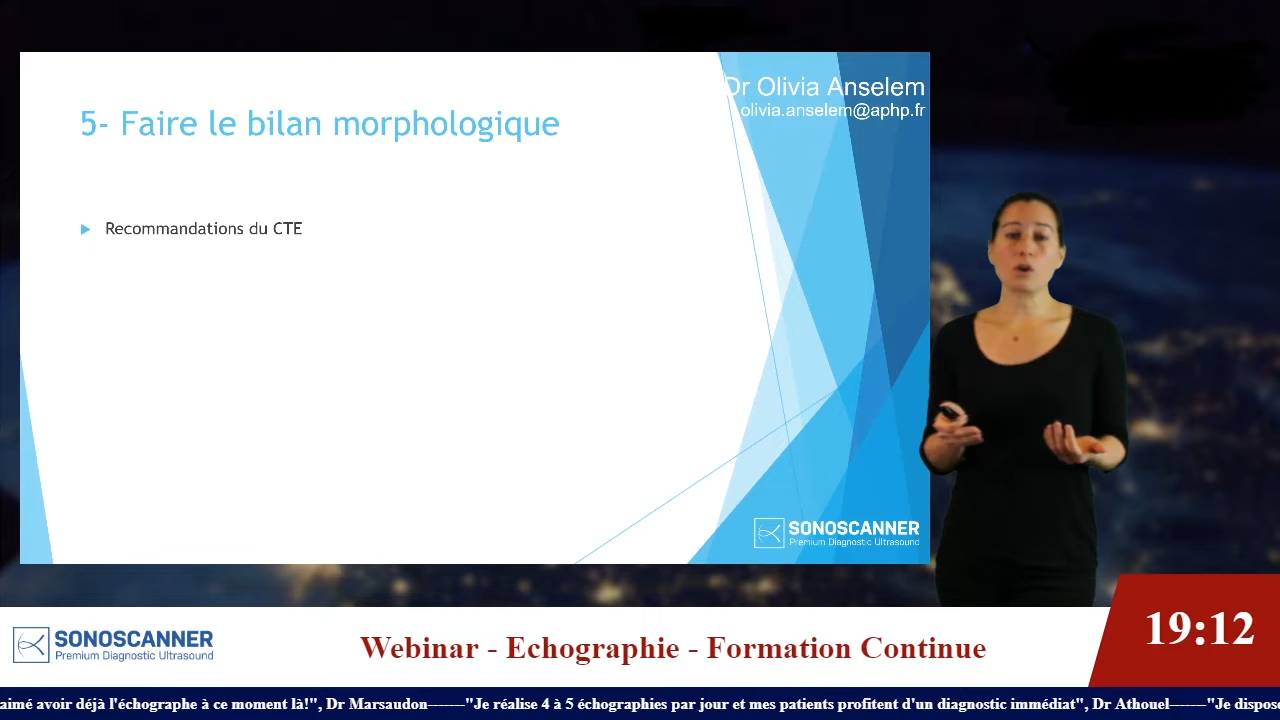 Dr Olivia Anselem
olivia.anselem@aphp.fr
5- Faire le bilan morphologique
Recommandations du CTE
SONOSCANNER
Premium Diagnostic Ultrasound
SONOSCANNER
Premium Diagnostic Ultrasound
Webinar - Echographie - Formation Continue
19:12
aimé avoir déjà l'échographe à ce moment là!", Dr Marsaudon-------"Je réalise 4 à 5 échographies par jour et mes patients profitent d'un diagnostic immédiat", Dr Athouel-------"Je dispose